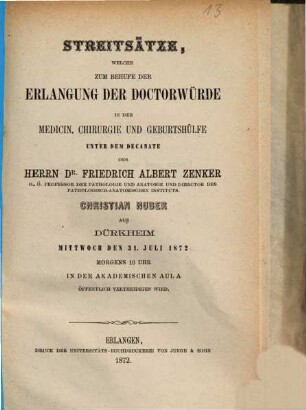 13
STREITSÄTZE,
WELCHE
ZUM BEHUFE DER
ERLANGUNG DER DOCTORWÜRDE
IN DER
MEDICIN, CHIRURGIE UND GEBURTSHÜLFE
UNTER DEM DECANATE
DES
HERRN DR. FRIEDRICH ALBERT ZENKER
O. Ö. PROFESSOR DER PATHOLOGIE UND ANATOMIE UND DIRECTOR DES
PATHOLOGISCH-ANATOMISCHEN INSTITUTS
CHRISTIAN HUBER
AUS
DÜRKHEIM
MITTWOCH DEN 31. JULI 1872
MORGENS 10 UHR
IN DER AKADEMISCHEN AULA
ÖFFENTLICH VERTHEIDIGEN WIRD.
ERLANGEN,
DRUCK DER UNIVERSITÄTS-BUCHDRUCKEREI VON JUNGE & SOHN
1872.